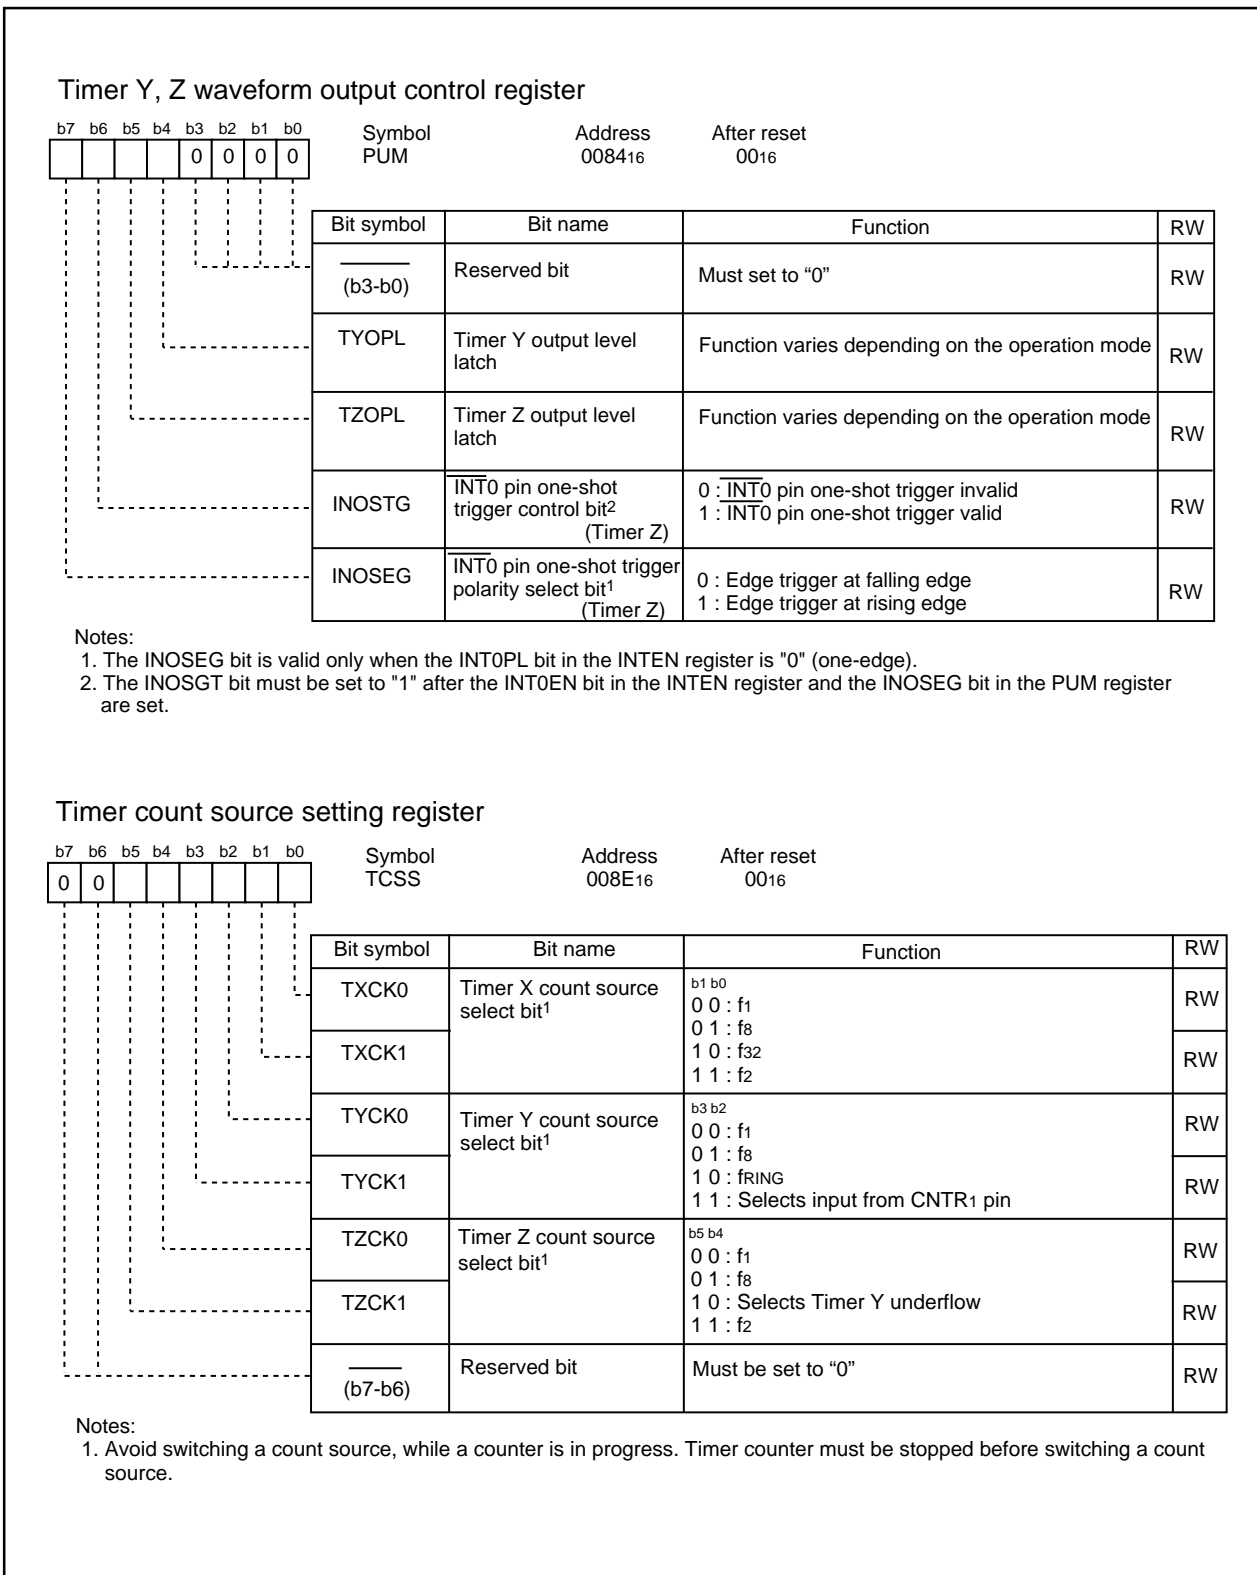 Timer Y, Z waveform output control register
b7 b6 b5 b4 b3 b2 b1 b0
Symbol Address After reset
0 0 0 0 PUM 008416 0016
Bit symbol Bit name Function RW
(b3-b0) Reserved bit Must set to “0” RW
TYOPL Timer Y output level latch Function varies depending on the operation mode RW
TZOPL Timer Z output level latch Function varies depending on the operation mode RW
INOSTG INT0 pin one-shot trigger control bit2 (Timer Z)
0 : INT0 pin one-shot trigger invalid
1 : INT0 pin one-shot trigger valid
RW
INOSEG INT0 pin one-shot trigger polarity select bit1 (Timer Z)
0 : Edge trigger at falling edge
1 : Edge trigger at rising edge
RW
Notes:
1. The INOSEG bit is valid only when the INT0PL bit in the INTEN register is "0" (one-edge).
2. The INOSGT bit must be set to "1" after the INT0EN bit in the INTEN register and the INOSEG bit in the PUM register
are set.
Timer count source setting register
b7 b6 b5 b4 b3 b2 b1 b0
Symbol Address After reset
0 0 TCSS 008E16 0016
Bit symbol Bit name Function RW
TXCK0 Timer X count source select bit1
b1 b0
0 0 : f1
0 1 : f8
RW
TXCK1
1 0 : f32
1 1 : f2
RW
TYCK0 Timer Y count source select bit1
b3 b2
0 0 : f1
0 1 : f8
RW
TYCK1
1 0 : fRING
1 1 : Selects input from CNTR1 pin
RW
TZCK0 Timer Z count source select bit1
b5 b4
0 0 : f1
0 1 : f8
RW
TZCK1
1 0 : Selects Timer Y underflow
1 1 : f2
RW
(b7-b6) Reserved bit Must be set to “0” RW
Notes:
1. Avoid switching a count source, while a counter is in progress. Timer counter must be stopped before switching a count
source.